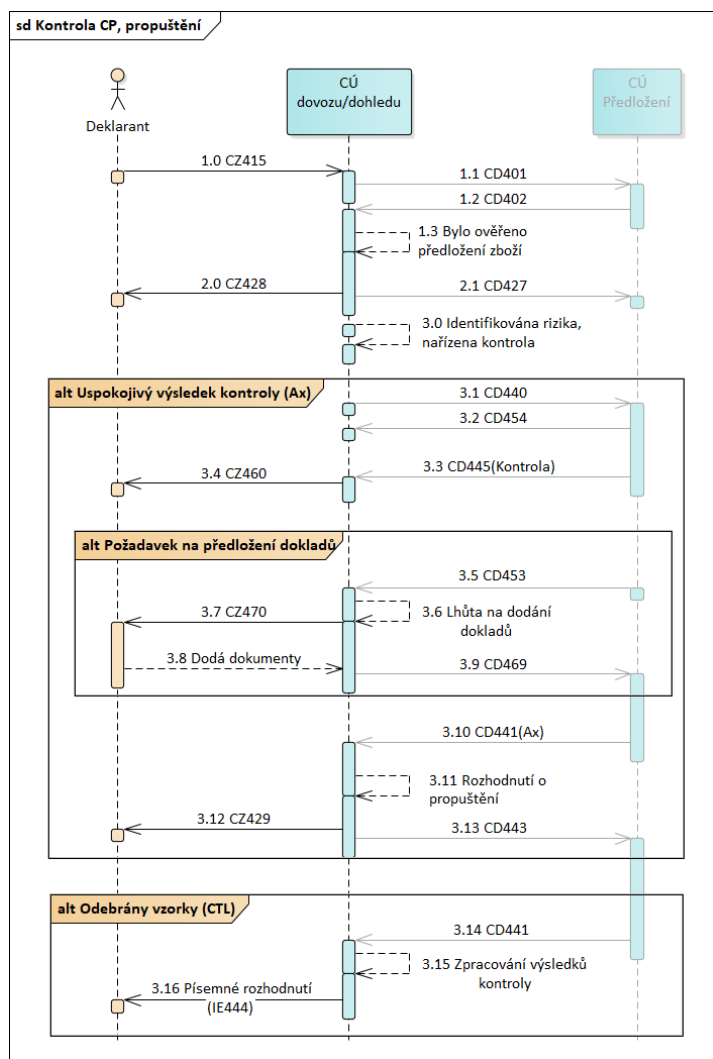 sd Kontrola CP, propuštění
Deklarant
CÚ
dovozu/dohledu
CÚ
Předložení
1.0 CZ415
1.1 CD401
1.2 CD402
1.3 Bylo ověřeno
předložení zboží
2.0 CZ428
2.1 CD427
3.0 Identifikována rizika,
nařízena kontrola
alt Uspokojivý výsledek kontroly (Ax)
3.1 CD440
3.2 CD454
3.3 CD445(Kontrola)
3.4 CZ460
alt Požadavek na předložení dokladů
3.5 CD453
3.6 Lhůta na dodání
dokladů
3.7 CZ470
3.8 Dodá dokumenty
3.9 CD469
3.10 CD441(Ax)
3.11 Rozhodnutí o
propuštění
3.12 CZ429
3.13 CD443
alt Odebrány vzorky (CTL)
3.14 CD441
3.15 Zpracování výsledků
kontroly
3.16 Písemné rozhodnutí
(IE444)